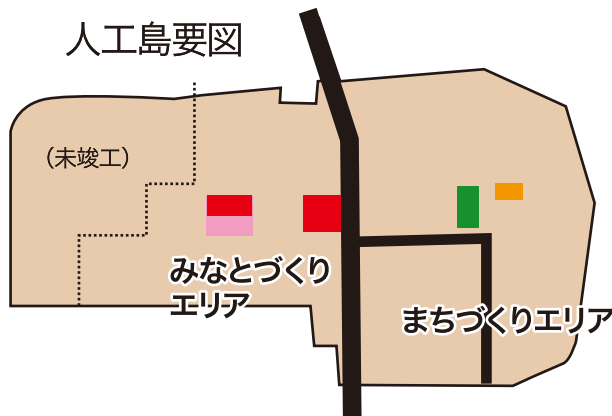 人工島要図
（未竣工）
みなとづくり
エリア
まちづくりエリア